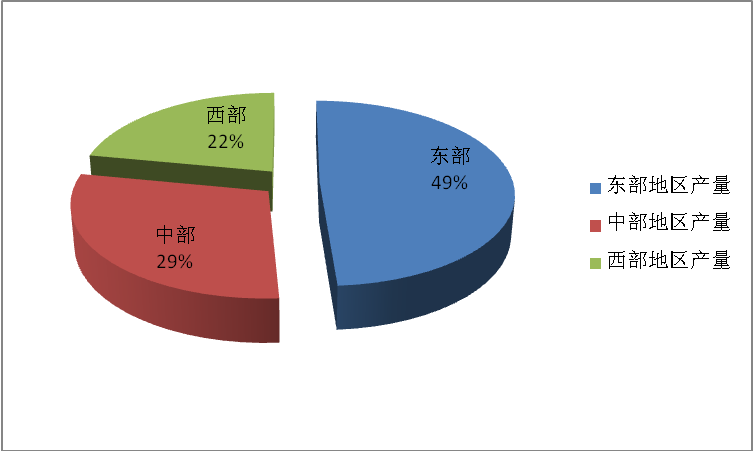 西部
22%
东部
49%
中部
29%
东部地区产量
中部地区产量
西部地区产量